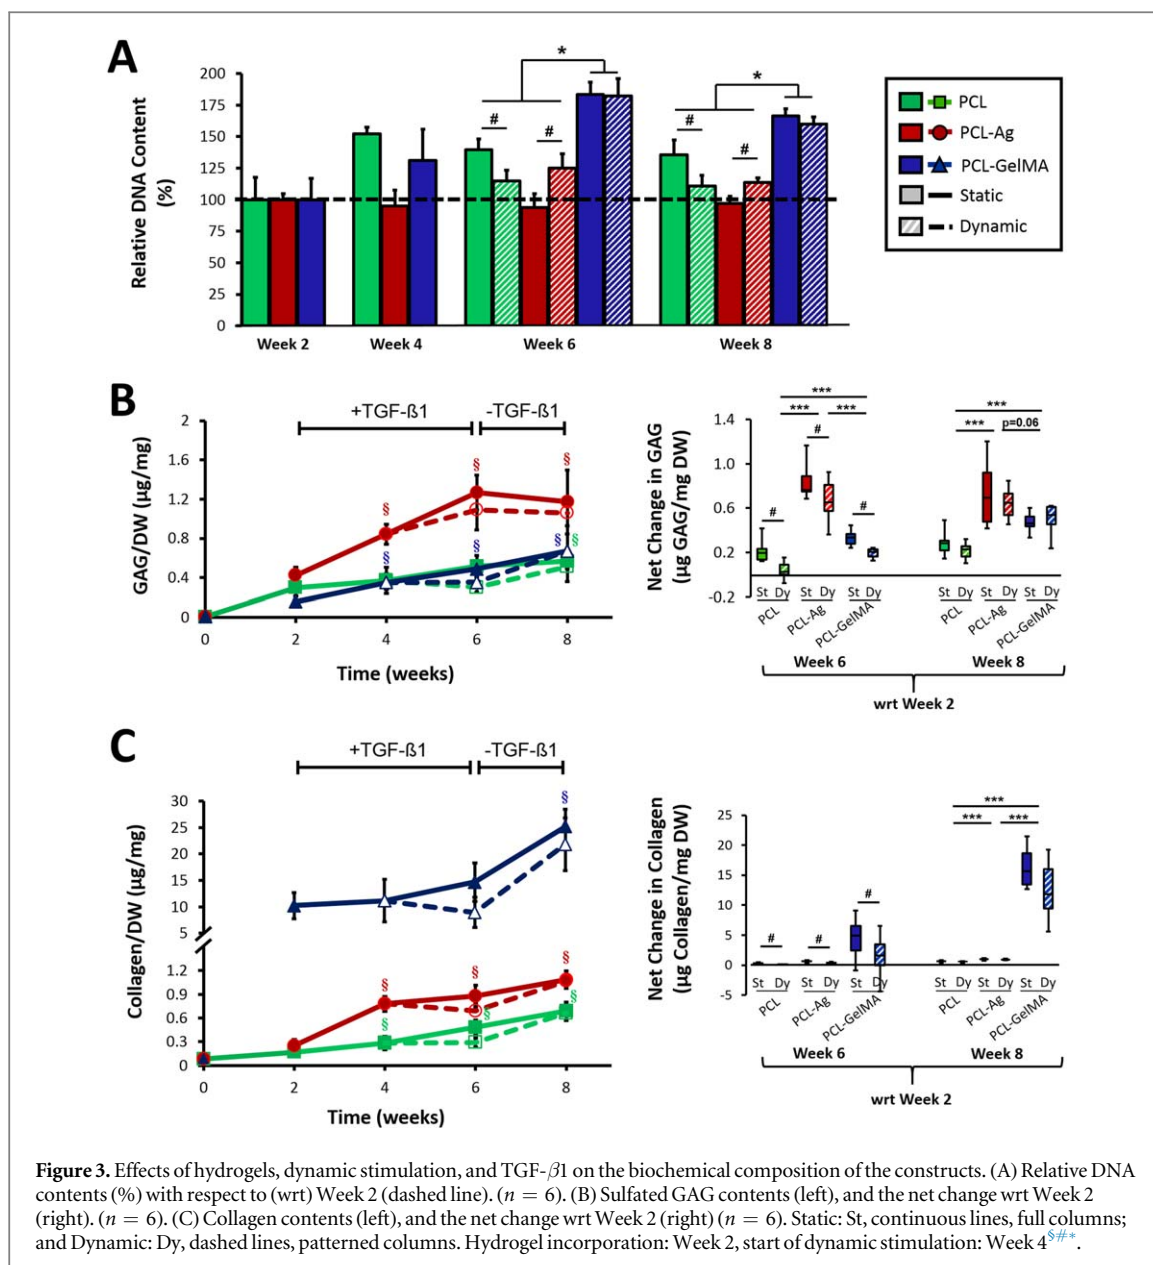 A
Relative DNA Content
(%)
200
175
150
125
100
75
50
25
0
*
#
#
*
#
#
Week 2
Week 4
Week 6
Week 8
PCL
PCL-Ag
PCL-GelMA
Static
Dynamic
B
+TGF-ß1
-TGF-ß1
GAG/DW (µg/mg)
2
1.6
1.2
0.8
0.4
0
§
§
§
§
§
§
§
0
2
4
6
8
Time (weeks)
Net Change in GAG
(µg GAG/mg DW)
1.4
1.0
0.6
0.2
-0.2
***
***
***
#
#
#
***
***
p=0.06
St Dy
St Dy
St Dy
St Dy
St Dy
St Dy
PCL
PCL-Ag
PCL-GelMA
PCL
PCL-Ag
PCL-GelMA
Week 6
Week 8
wrt Week 2
C
+TGF-ß1
-TGF-ß1
Collagen/DW (µg/mg)
30
25
20
15
10
5
1.2
0.9
0.6
0.3
0
§
§
§
§
§
§
§
0
2
4
6
8
Time (weeks)
Net Change in Collagen
(µg Collagen/mg DW)
25
20
15
10
5
0
-5
#
#
#
***
***
***
St Dy
St Dy
St Dy
St Dy
St Dy
St Dy
PCL
PCL-Ag
PCL-GelMA
PCL
PCL-Ag
PCL-GelMA
Week 6
Week 8
wrt Week 2
Figure 3. Effects of hydrogels, dynamic stimulation, and TGF-β1 on the biochemical composition of the constructs. (A) Relative DNA
contents (%) with respect to (wrt) Week 2 (dashed line). (n = 6). (B) Sulfated GAG contents (left), and the net change wrt Week 2
(right). (n = 6). (C) Collagen contents (left), and the net change wrt Week 2 (right) (n = 6). Static: St, continuous lines, full columns;
and Dynamic: Dy, dashed lines, patterned columns. Hydrogel incorporation: Week 2, start of dynamic stimulation: Week 4§#*.